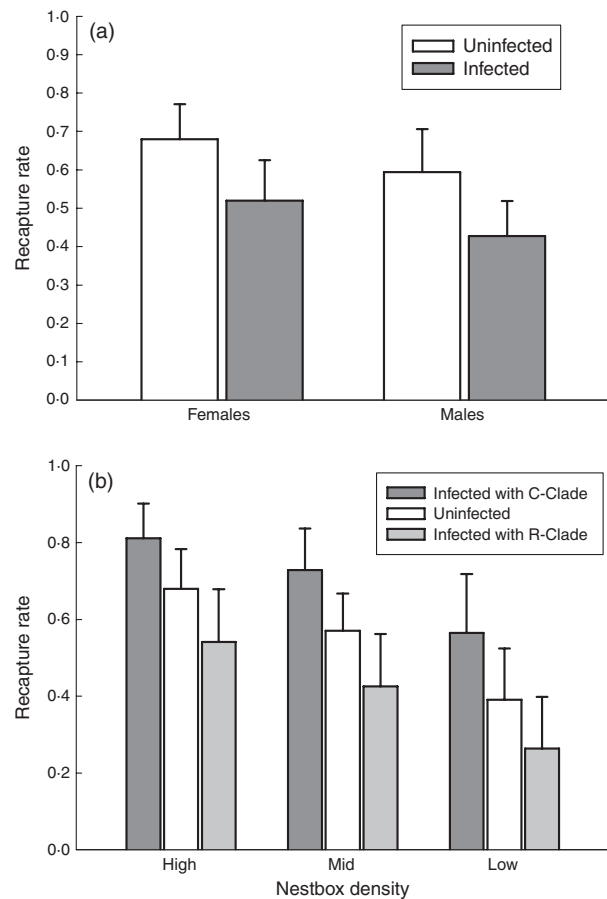 (a)
Uninfected
Infected
1·0
0·9
0·8
0·7
0·6
0·5
0·4
0·3
0·2
0·1
0·0
Recapture rate
Females Males
(b)
Infected with C-Clade
Uninfected
Infected with R-Clade
1·0
0·8
0·6
0·4
0·2
0·0
Recapture rate
High Mid Low
Nestbox density